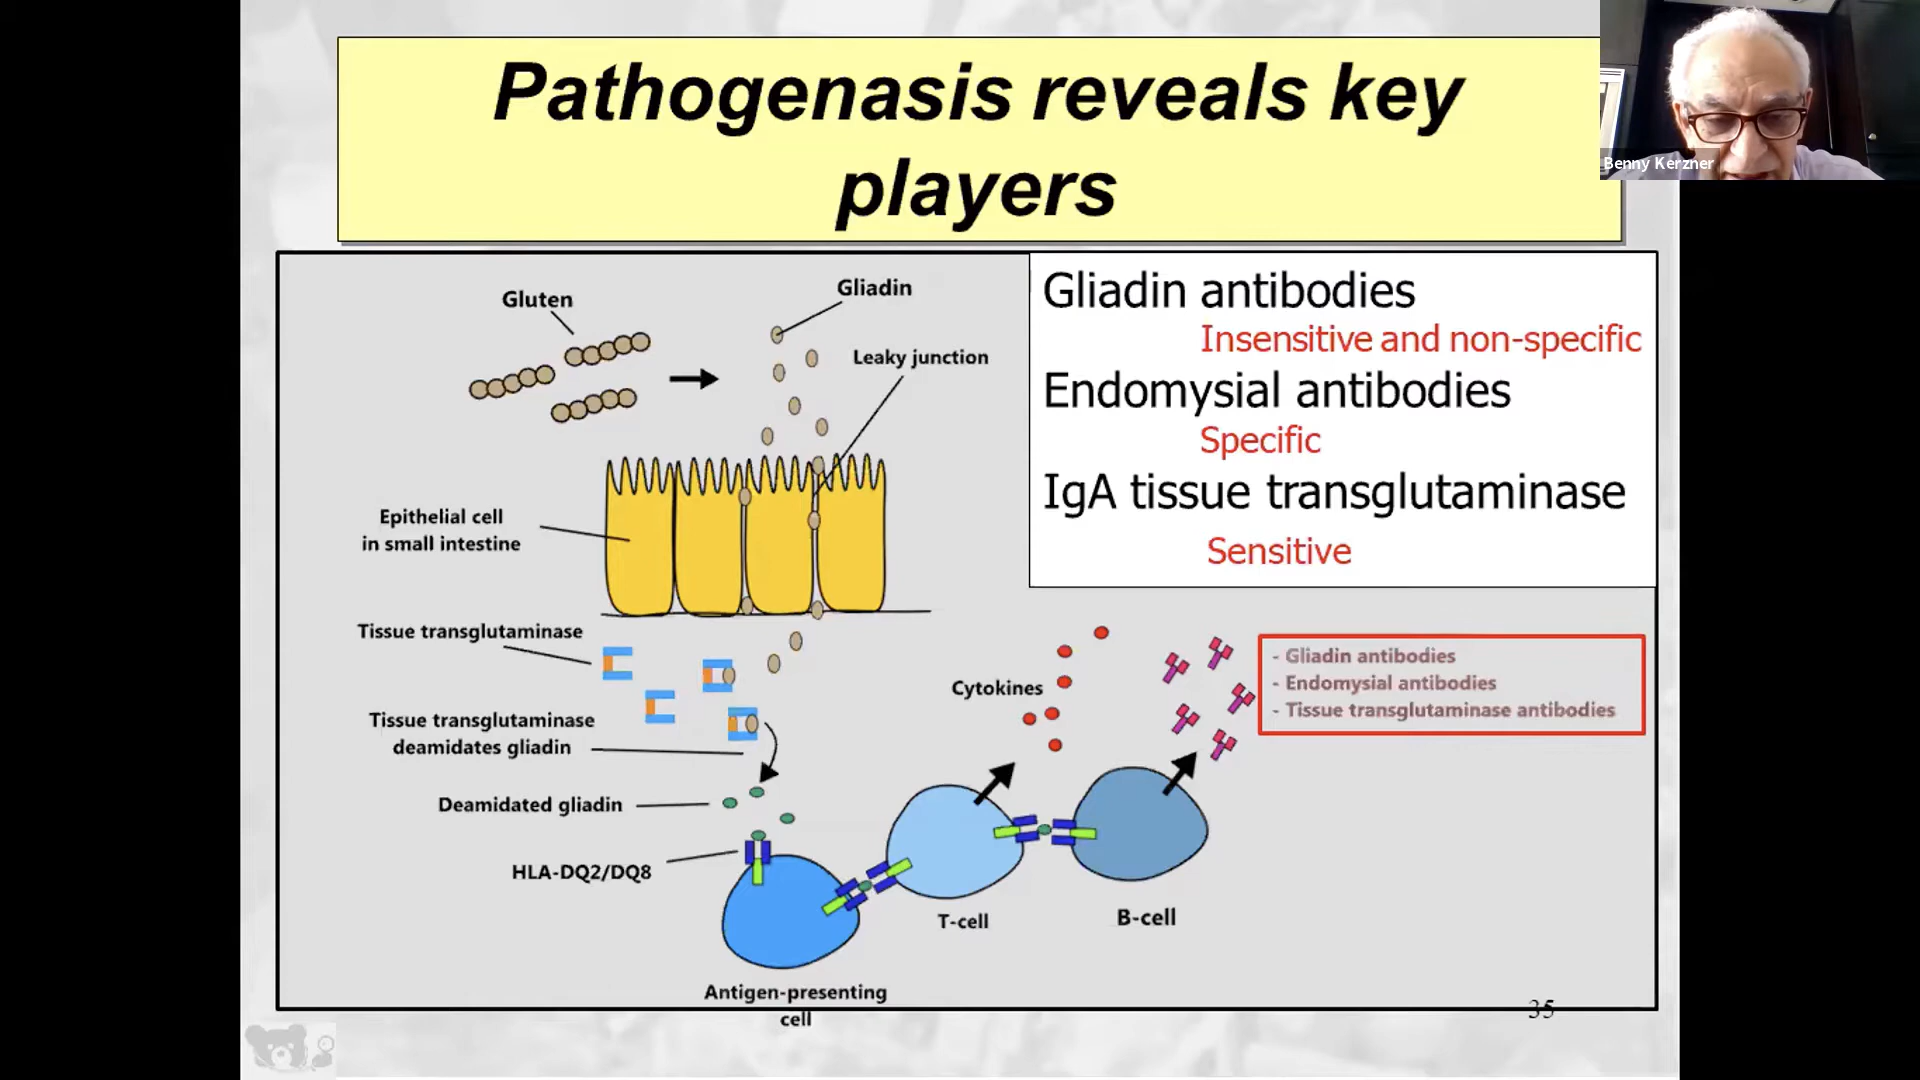 Pathogenasis reveals key
players
Benny Kerzner
Gluten
Gliadin
Leaky junction
Epithelial cell
in small intestine
Tissue transglutaminase
Tissue transglutaminase
deamidates gliadin
Deamidated gliadin
HLA-DQ2/DQ8
Antigen-presenting
cell
T-cell
B-cell
Cytokines
Gliadin antibodies
Insensitive and non-specific
Endomysial antibodies
Specific
IgA tissue transglutaminase
Sensitive
- Gliadin antibodies
- Endomysial antibodies
- Tissue transglutaminase antibodies
35